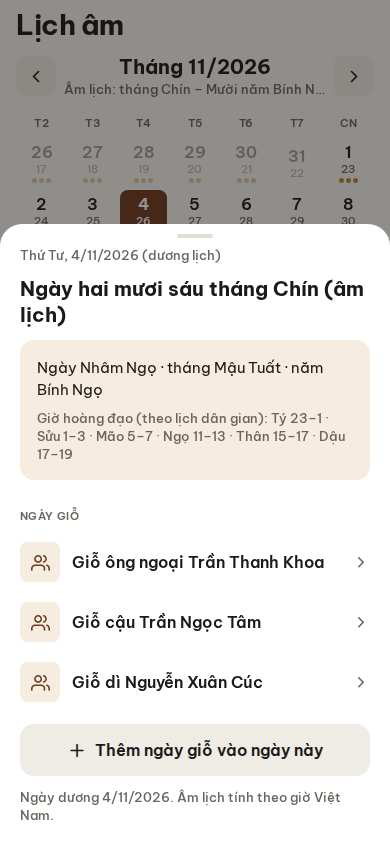 Lịch âm
Tháng 11/2026
Âm lịch: tháng Chín – Mười năm Bính N...
T2 T3 T4 T5 T6 T7 CN
26 27 28 29 30 31 1
17 18 19 20 21 22 23
2 3 4 5 6 7 8
24 25 26 27 28 29 30
Thứ Tư, 4/11/2026 (dương lịch)
Ngày hai mươi sáu tháng Chín (âm
lịch)
Ngày Nhâm Ngọ · tháng Mậu Tuất · năm
Bính Ngọ
Giờ hoàng đạo (theo lịch dân gian): Tý 23–1 ·
Sửu 1–3 · Mão 5–7 · Ngọ 11–13 · Thân 15–17 · Dậu
17–19
NGÀY GIỖ
Giỗ ông ngoại Trần Thanh Khoa
Giỗ cậu Trần Ngọc Tâm
Giỗ dì Nguyễn Xuân Cúc
Thêm ngày giỗ vào ngày này
Ngày dương 4/11/2026. Âm lịch tính theo giờ Việt
Nam.